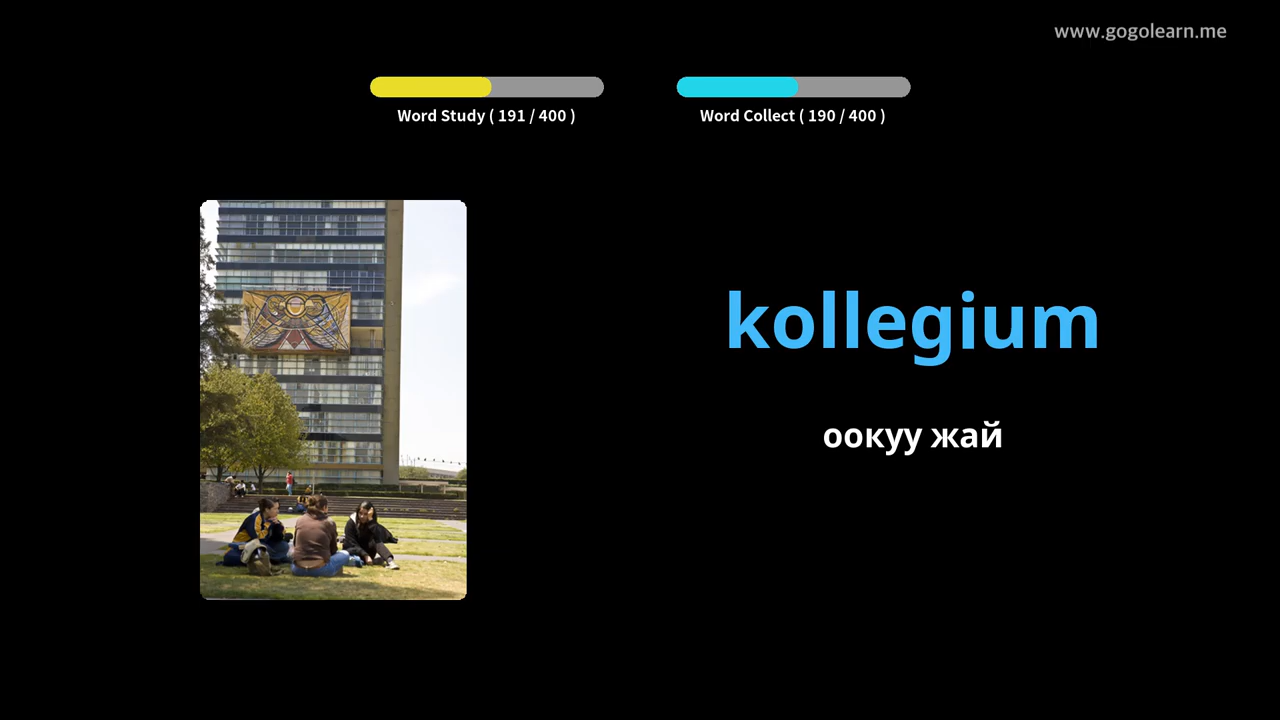 www.gogolearn.me
Word Study ( 191 / 400 )
Word Collect ( 190 / 400 )
kollegium
оокуу жай